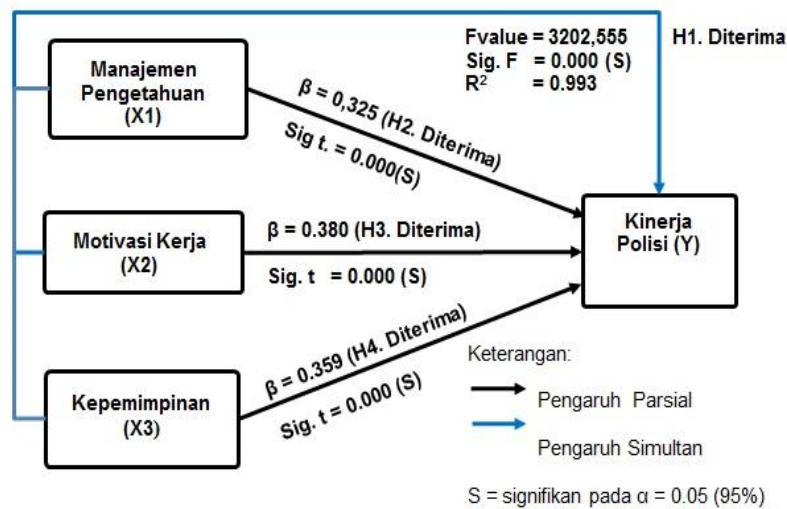 Fvalue = 3202,555
Sig. F = 0.000 (S)
R² = 0.993
H1. Diterima
Manajemen
Pengetahuan
(X1)
β = 0,325 (H2. Diterima)
Sig t. = 0.000(S)
Motivasi Kerja
(X2)
β = 0.380 (H3. Diterima)
Sig. t = 0.000 (S)
Kinerja
Polisi (Y)
Kepemimpinan
(X3)
β = 0.359 (H4. Diterima)
Sig. t = 0.000 (S)
Keterangan:
Pengaruh Parsial
Pengaruh Simultan
S = signifikan pada α = 0.05 (95%)